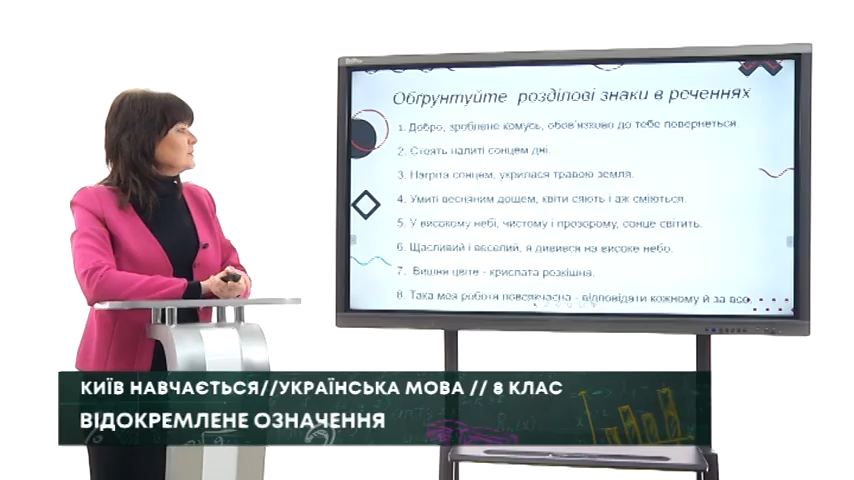 Обґрунтуйте розділові знаки в реченнях
1. Добро, зроблене комусь, обов'язково до тебе повернеться.
2. Стоять налиті сонцем дні.
3. Нагріта сонцем, укрилася травою земля.
4. Умиті весняним дощем, квіти сяють і аж сміються.
5. У високому небі, чистому і прозорому, сонце світить.
6. Щасливий і веселий, я дивився на високе небо.
7. Вишня цвіте - крислата розкішна.
8. Така моя робота повсякчасна - відповідати кожному й за все.
КИЇВ НАВЧАЄТЬСЯ//УКРАЇНСЬКА МОВА // 8 КЛАС
ВІДОКРЕМЛЕНЕ ОЗНАЧЕННЯ